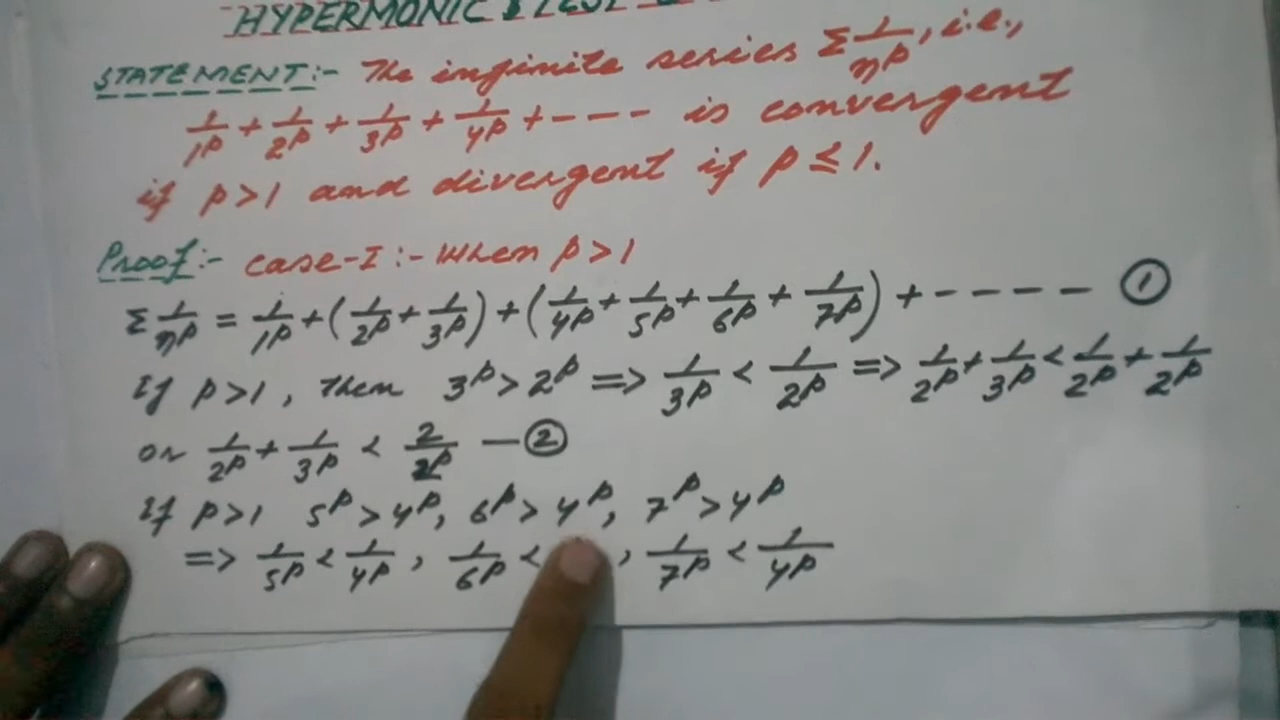 HYPERMONIC
STATEMENT:- The infinite series Σ 1/n^p, i.e.,
1/1^p + 1/2^p + 1/3^p + 1/4^p + ---- is convergent
if p > 1 and divergent if p ≤ 1.
Proof:- case-I:- When p > 1
Σ 1/n^p = 1/1^p + (1/2^p + 1/3^p) + (1/4^p + 1/5^p + 1/6^p + 1/7^p) + ----- ①
If p > 1, then 3^p > 2^p => 1/3^p < 1/2^p => 1/2^p + 1/3^p < 1/2^p + 1/2^p
or 1/2^p + 1/3^p < 2/2^p — ②
If p > 1 5^p > 4^p, 6^p > 4^p, 7^p > 4^p
=> 1/5^p < 1/4^p, 1/6^p < , 1/7^p < 1/4^p